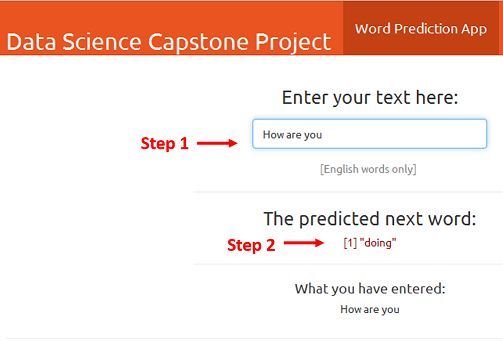 Data Science Capstone Project
Word Prediction App
Enter your text here:
Step 1
How are you
[English words only]
The predicted next word:
Step 2
[1] "doing"
What you have entered:
How are you